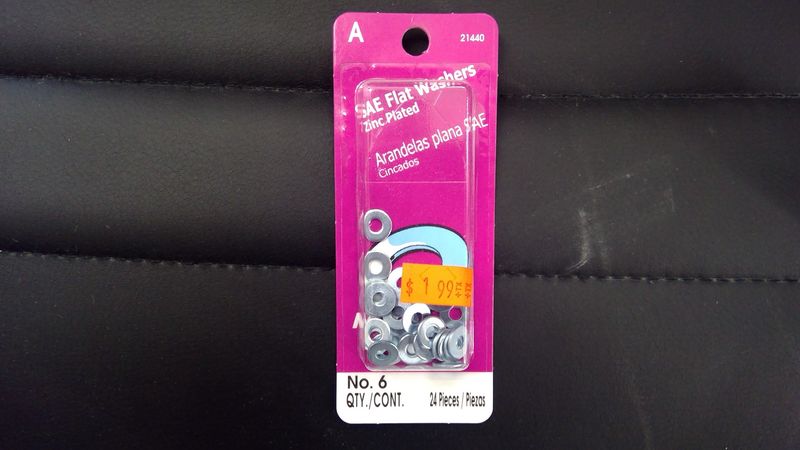 A
21440
SAE Flat Washers
Zinc Plated
Arandelas plana SAE
Cincados
$ 1 99
+TX
No. 6
QTY./CONT.
24 Pieces / Piezas